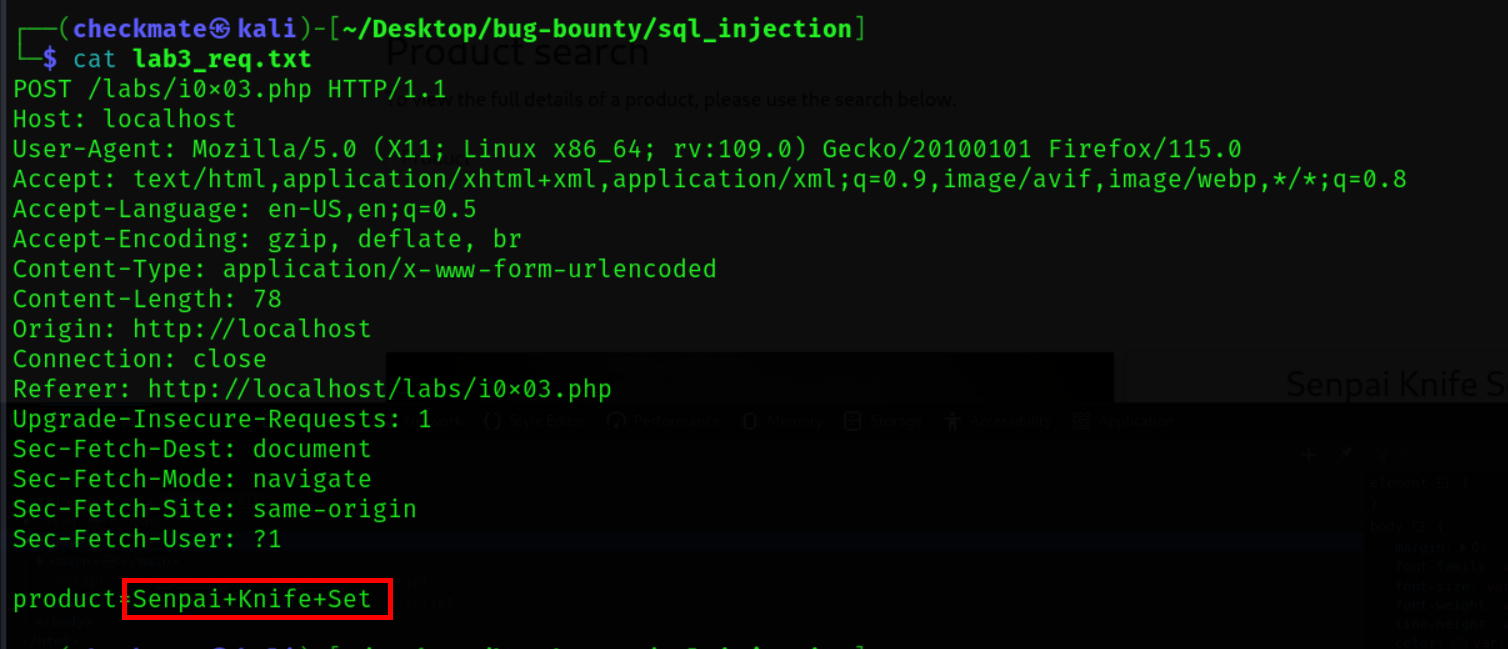 ┌──(checkmate㉿kali)-[~/Desktop/bug-bounty/sql_injection]
└─$ cat lab3_req.txt
Product search
POST /labs/i0×03.php HTTP/1.1
view the full details of a product, please use the search below.
Host: localhost
User-Agent: Mozilla/5.0 (X11; Linux x86_64; rv:109.0) Gecko/20100101 Firefox/115.0
Accept: text/html,application/xhtml+xml,application/xml;q=0.9,image/avif,image/webp,*/*;q=0.8
Accept-Language: en-US,en;q=0.5
Accept-Encoding: gzip, deflate, br
Content-Type: application/x-www-form-urlencoded
Content-Length: 78
Origin: http://localhost
Connection: close
Referer: http://localhost/labs/i0×03.php
Senpai Knife S
Upgrade-Insecure-Requests: 1
Style Editor Performance Memory Storage Accessibility Application
Sec-Fetch-Dest: document
Sec-Fetch-Mode: navigate
element
Sec-Fetch-Site: same-origin
body
Sec-Fetch-User: ?1
margin: 0;
product=Senpai+Knife+Set